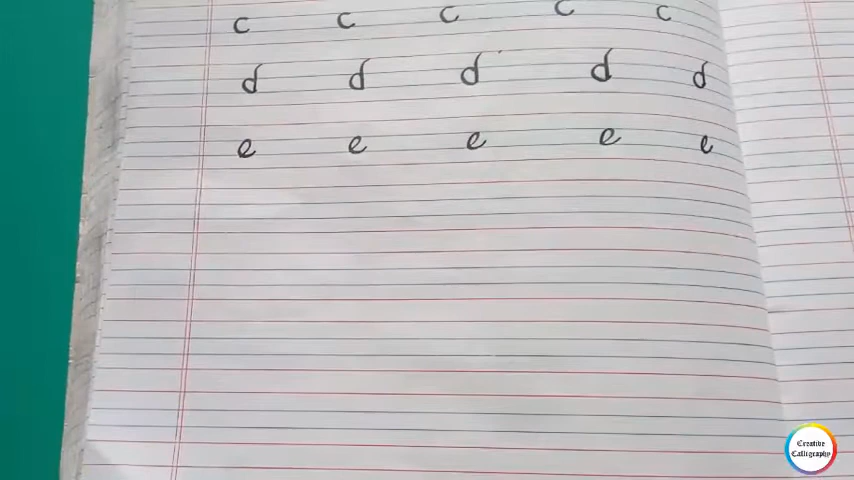 c c c c c
d d d d d
e e e e e
Creative
Calligraphy